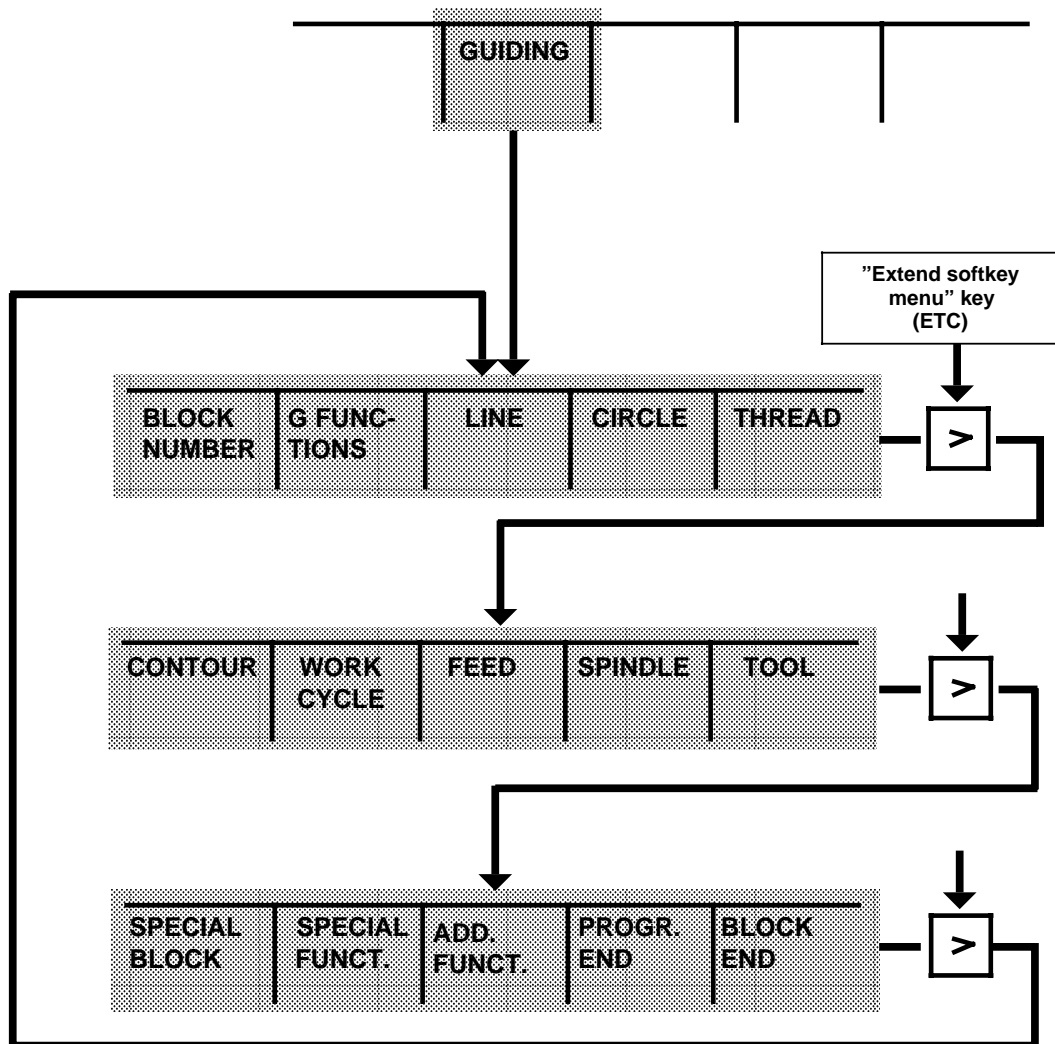 GUIDING
”Extend softkey
menu” key
(ETC)
BLOCK
NUMBER
G FUNC-
TIONS
LINE
CIRCLE
THREAD
>
CONTOUR
WORK
CYCLE
FEED
SPINDLE
TOOL
>
SPECIAL
BLOCK
SPECIAL
FUNCT.
ADD.
FUNCT.
PROGR.
END
BLOCK
END
>